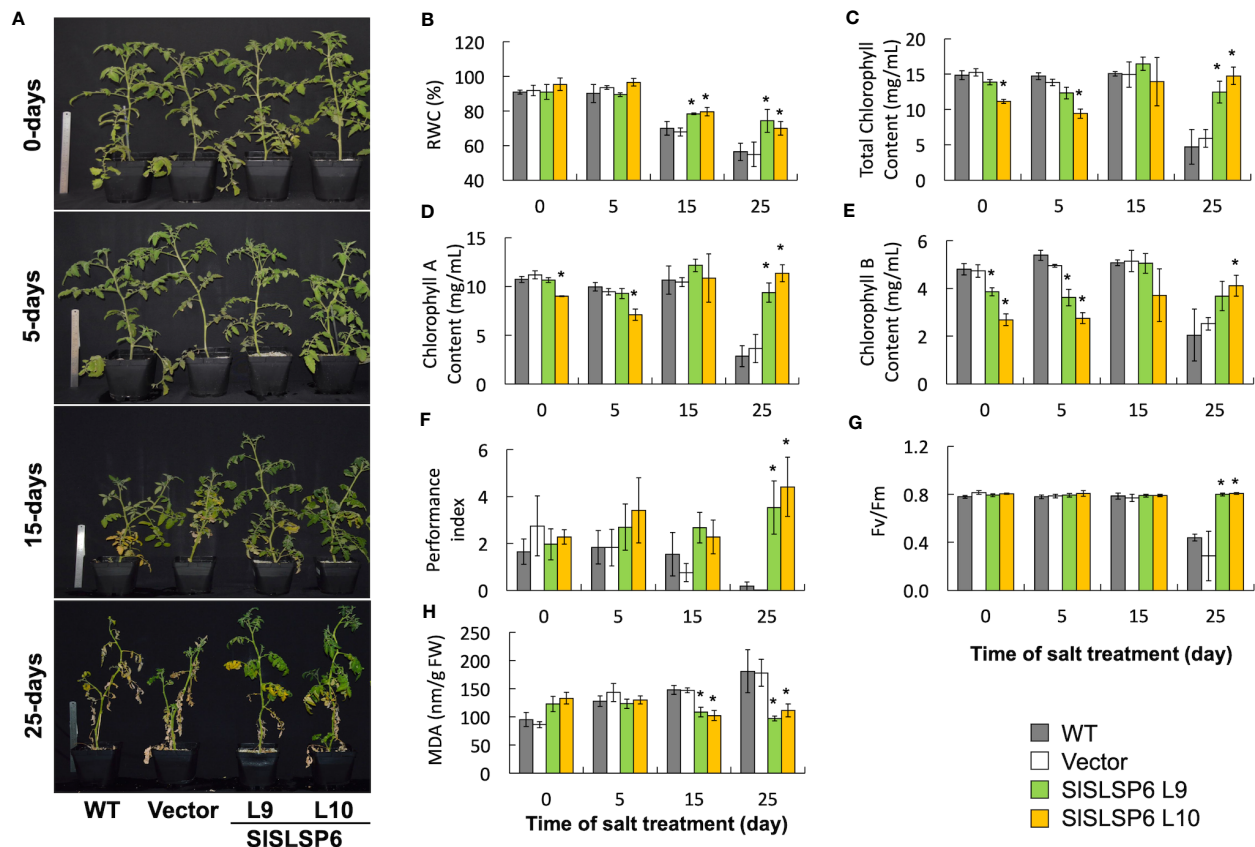 A
0-days
5-days
15-days
25-days
WT Vector L9 L10
SlSLSP6
B
RWC (%)
120
100
80
60
40
* * * *
0 5 15 25
C
Total Chlorophyll
Content (mg/mL)
20
15
10
5
0
* * * *
0 5 15 25
D
Chlorophyll A
Content (mg/mL)
15
10
5
0
* * * *
0 5 15 25
E
Chlorophyll B
Content (mg/mL)
6
4
2
0
* * * * *
0 5 15 25
F
Performance
index
6
4
2
0
* *
0 5 15 25
G
Fv/Fm
1.2
0.8
0.4
0.0
* *
0 5 15 25
Time of salt treatment (day)
H
MDA (nm/g FW)
250
200
150
100
50
0
* * * *
0 5 15 25
Time of salt treatment (day)
WT
Vector
SlSLSP6 L9
SlSLSP6 L10